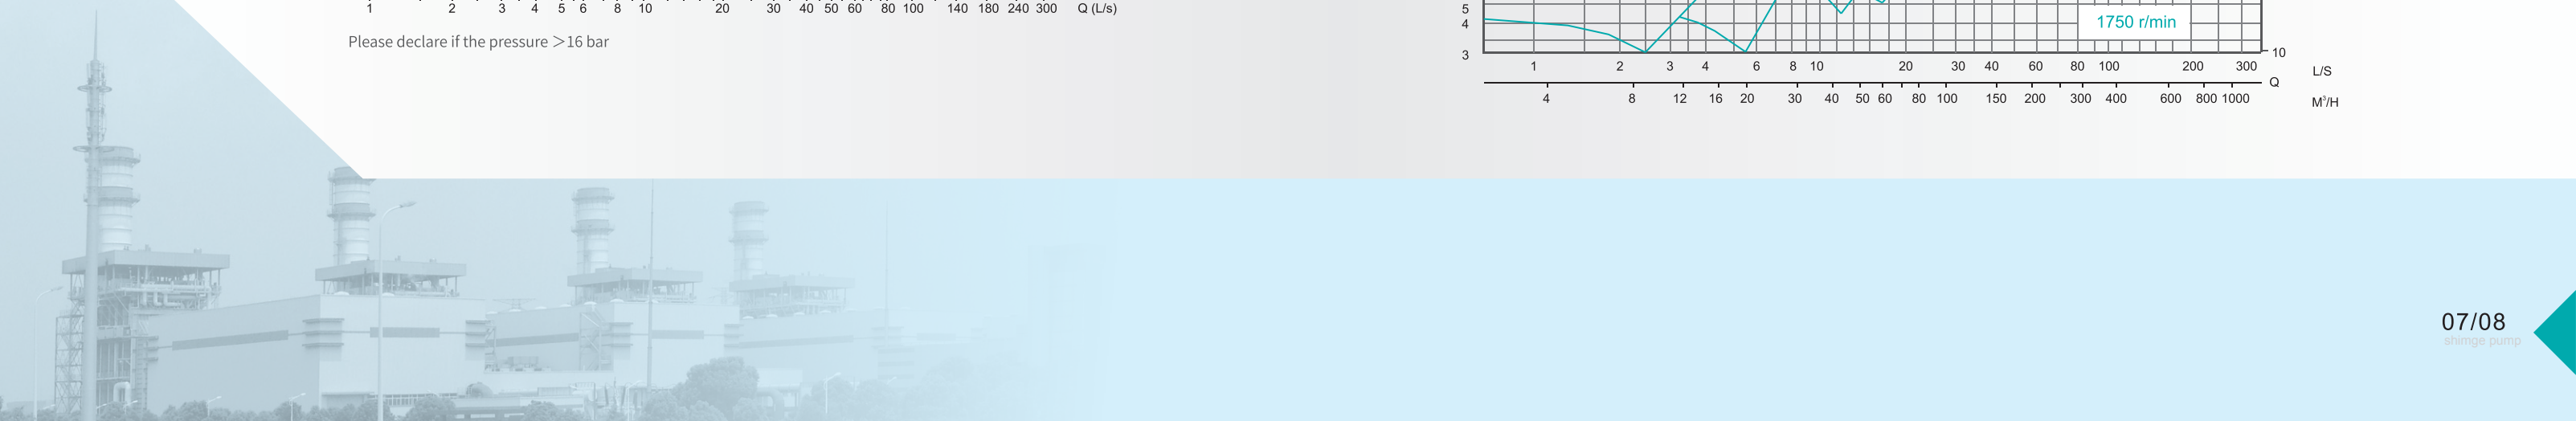 1 2 3 4 5 6 8 10 20 30 40 50 60 80 100 140 180 240 300 Q (L/s)
Please declare if the pressure ＞16 bar
5
4
3
1750 r/min
10
1 2 3 4 6 8 10 20 30 40 60 80 100 200 300 L/S
Q
4 8 12 16 20 30 40 50 60 80 100 150 200 300 400 600 800 1000 M³/H
07/08
shimge pump